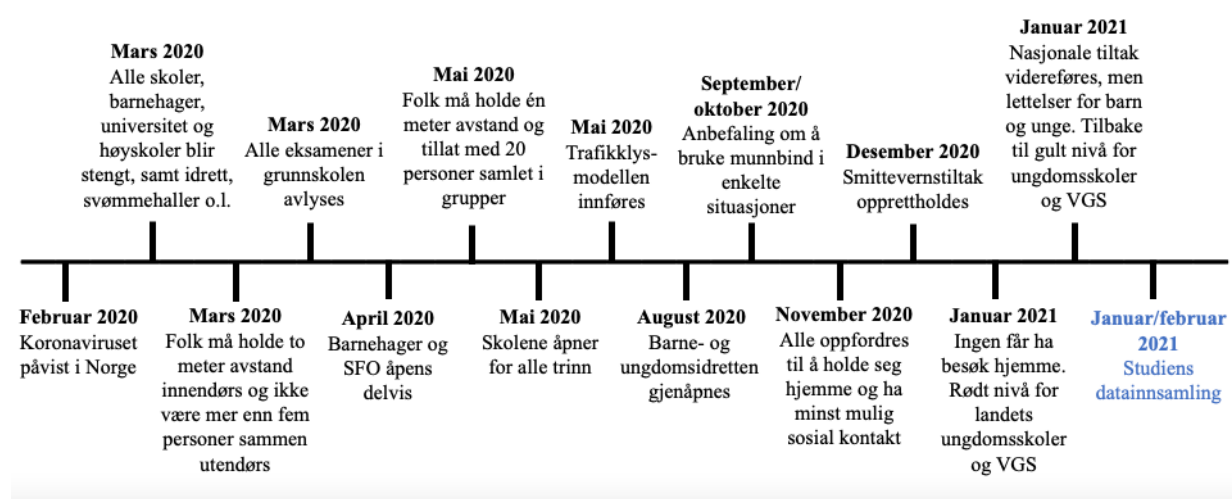 Februar 2020
Koronaviruset
påvist i Norge
Mars 2020
Alle skoler,
barnehager,
universitet og
høyskoler blir
stengt, samt idrett,
svømmehaller o.l.
Mars 2020
Folk må holde to
meter avstand
innendørs og ikke
være mer enn fem
personer sammen
utendørs
Mars 2020
Alle eksamener i
grunnskolen
avlyses
April 2020
Barnehager og
SFO åpens
delvis
Mai 2020
Folk må holde én
meter avstand og
tillat med 20
personer samlet i
grupper
Mai 2020
Skolene åpner
for alle trinn
Mai 2020
Trafikklys-
modellen
innføres
August 2020
Barne- og
ungdomsidretten
gjenåpnes
September/
oktober 2020
Anbefaling om å
bruke munnbind i
enkelte
situasjoner
November 2020
Alle oppfordres
til å holde seg
hjemme og ha
minst mulig
sosial kontakt
Desember 2020
Smittevernstiltak
opprettholdes
Januar 2021
Ingen får ha
besøk hjemme.
Rødt nivå for
landets
ungdomsskoler
og VGS
Januar 2021
Nasjonale tiltak
videreføres, men
lettelser for barn
og unge. Tilbake
til gult nivå for
ungdomsskoler
og VGS
Januar/februar
2021
Studiens
datainnsamling